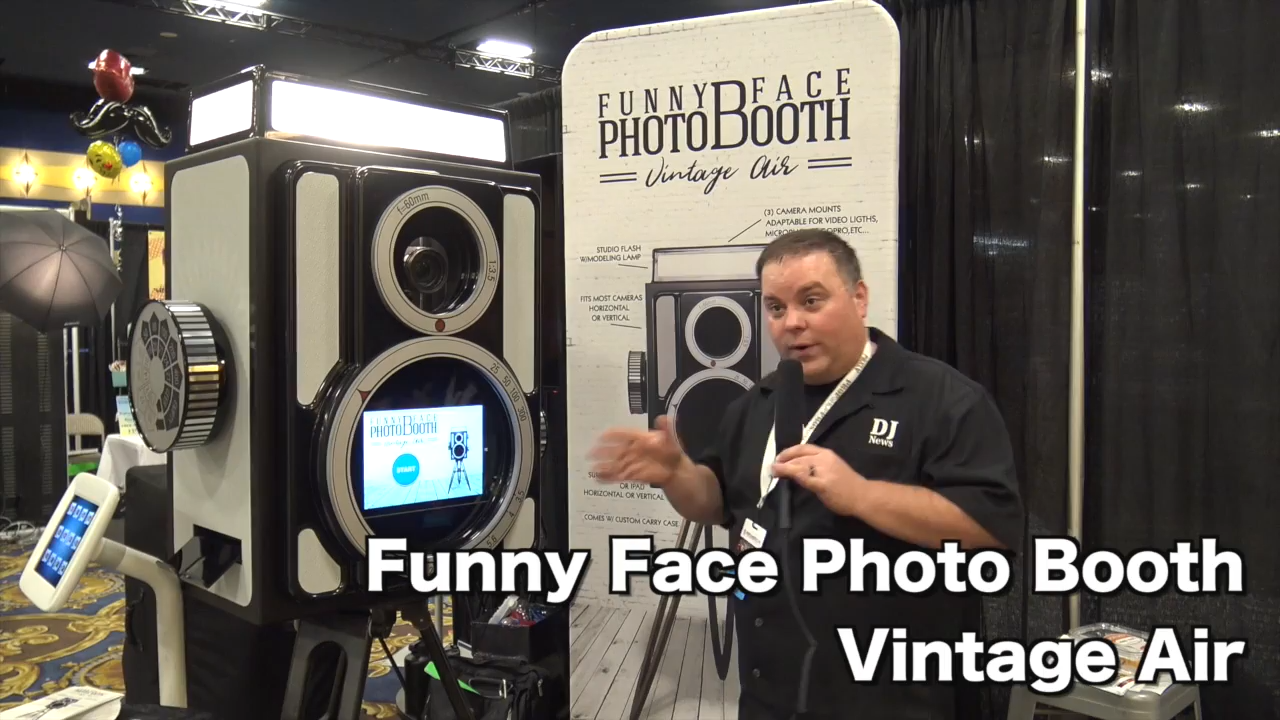 FUNNY FACE
PHOTO BOOTH
Vintage Air
(3) CAMERA MOUNTS
ADAPTABLE FOR VIDEO LIGTHS,
STUDIO FLASH
W/MODELING LAMP
FITS MOST CAMERAS
HORIZONTAL
OR VERTICAL
OR IPAD
HORIZONTAL OR VERTICAL
COMES W/ CUSTOM CARRY CASE
f=60mm
1:3.5
25 50 100 300
FUNNY FACE
PHOTO BOOTH
DJ
News
Funny Face Photo Booth
Vintage Air